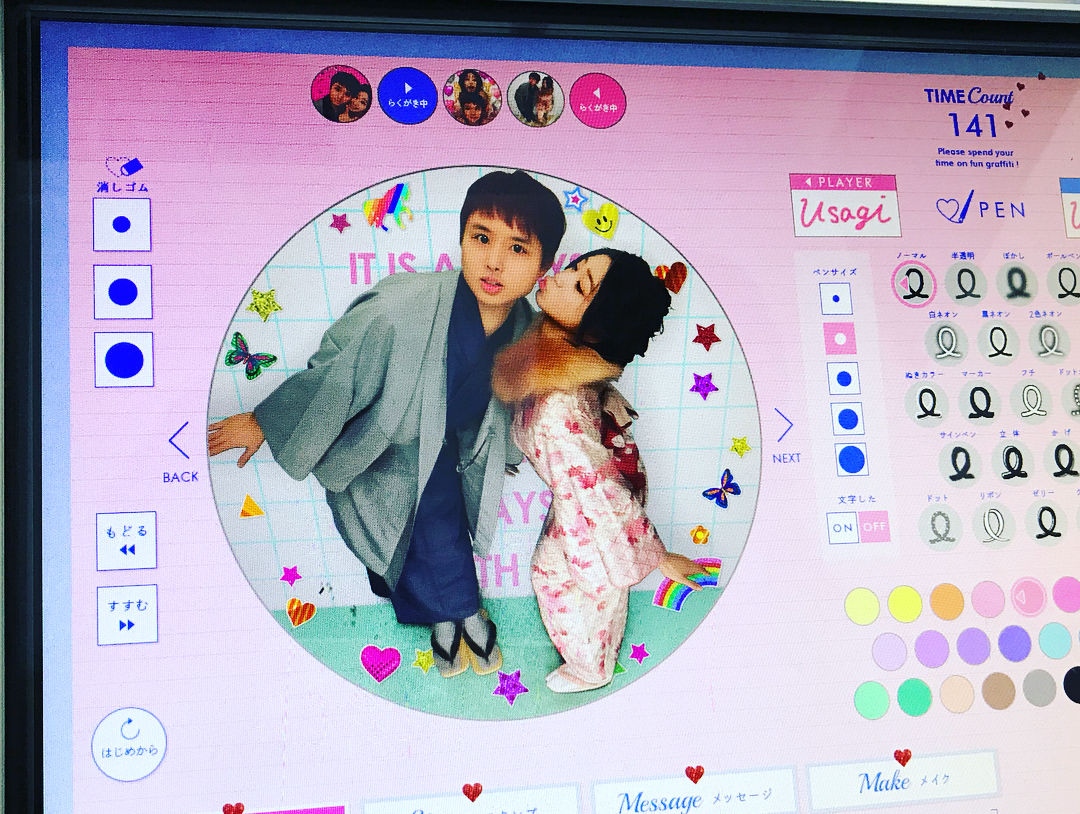 らくがき中
らくがき中
TIME Count
141
Please spend your
time on fun graffiti !
消しゴム
PLAYER
Usagi
PEN
IT IS
AYS
TH
ペンサイズ
ノーマル
半透明
ぼかし
ボールペン
白ネオン
黒ネオン
2色ネオン
ぬきカラー
マーカー
フチ
サインペン
立体
かげ
文字した
ON
OFF
ドット
リボン
ゼリー
BACK
NEXT
もどる
すすむ
はじめから
Message メッセージ
Make メイク